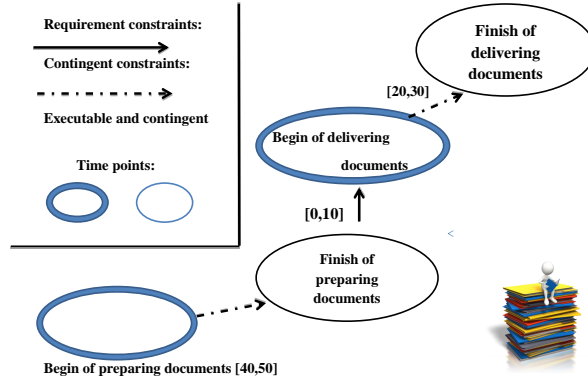 Requirement constraints:
Contingent constraints:
Executable and contingent
Time points:
Finish of
delivering
documents
[20,30]
Begin of delivering
documents
[0,10]
<
Finish of
preparing
documents
Begin of preparing documents [40,50]